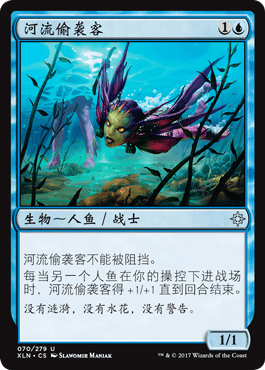 河流偷袭客
1
生物~人鱼 / 战士
河流偷袭客不能被阻挡。
每当另一个人鱼在你的操控下进战场
时，河流偷袭客得 +1/+1 直到回合结束。
没有涟漪，没有水花，没有警告。
1/1
070/279 U
XLN • CS SLAWOMIR MANIAK
™ & © 2017 Wizards of the Coast